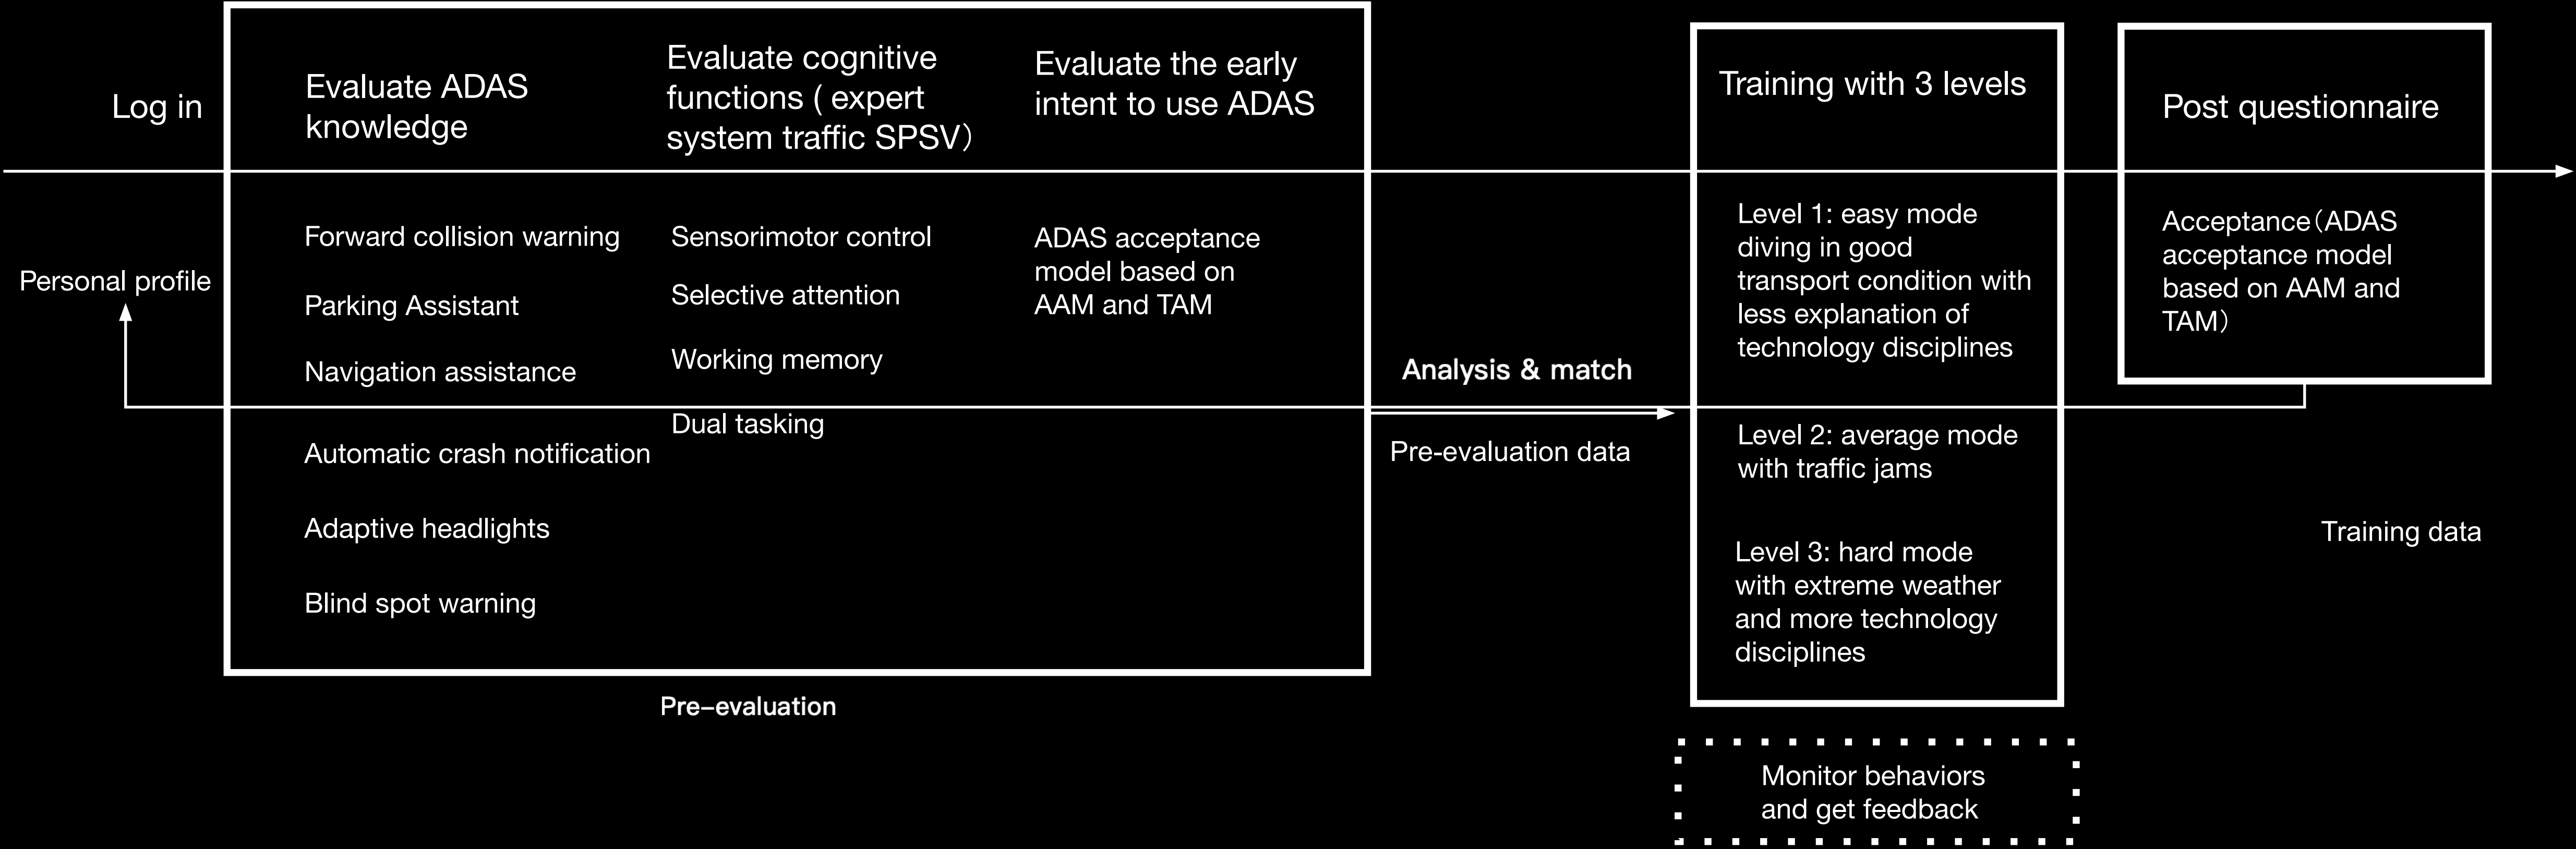 Log in
Personal profile
Evaluate ADAS
knowledge
Forward collision warning
Parking Assistant
Navigation assistance
Automatic crash notification
Adaptive headlights
Blind spot warning
Evaluate cognitive
functions ( expert
system traffic SPSV）
Sensorimotor control
Selective attention
Working memory
Dual tasking
Evaluate the early
intent to use ADAS
ADAS acceptance
model based on
AAM and TAM
Pre–evaluation
Analysis & match
Pre-evaluation data
Training with 3 levels
Level 1: easy mode
diving in good
transport condition with
less explanation of
technology disciplines
Level 2: average mode
with traffic jams
Level 3: hard mode
with extreme weather
and more technology
disciplines
Monitor behaviors
and get feedback
Post questionnaire
Acceptance（ADAS
acceptance model
based on AAM and
TAM）
Training data